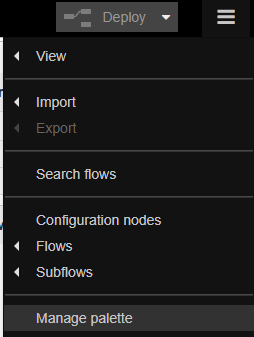 Deploy
View
Import
Export
Search flows
Configuration nodes
Flows
Subflows
Manage palette